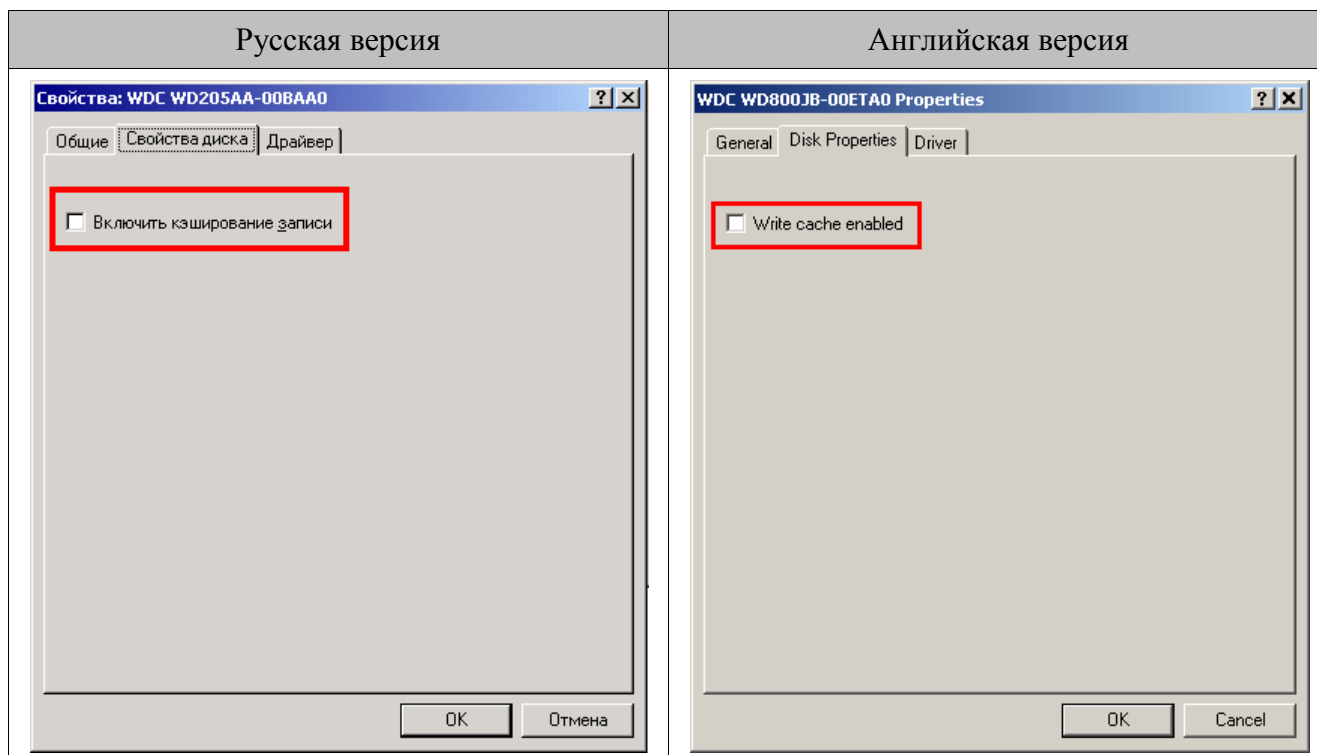 Русская версия
Английская версия
Свойства: WDC WD205AA-00BAA0
Общие Свойства диска Драйвер
Включить кэширование записи
OK Отмена
WDC WD800JB-00ETA0 Properties
General Disk Properties Driver
Write cache enabled
OK Cancel